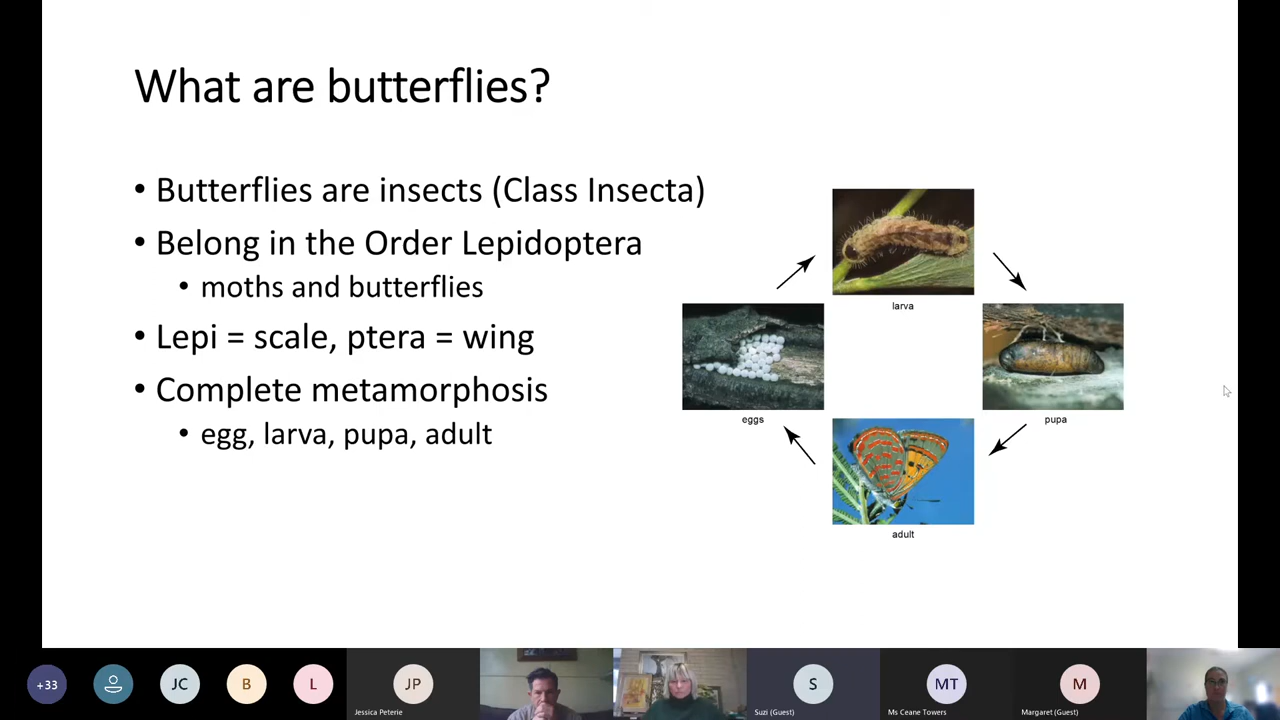 What are butterflies?
• Butterflies are insects (Class Insecta)
• Belong in the Order Lepidoptera
• moths and butterflies
• Lepi = scale, ptera = wing
• Complete metamorphosis
• egg, larva, pupa, adult
larva
eggs
pupa
adult
+33
JC
B
L
JP
S
MT
M
Jessica Peterie
Suzi (Guest)
Ms Ceane Towers
Margaret (Guest)